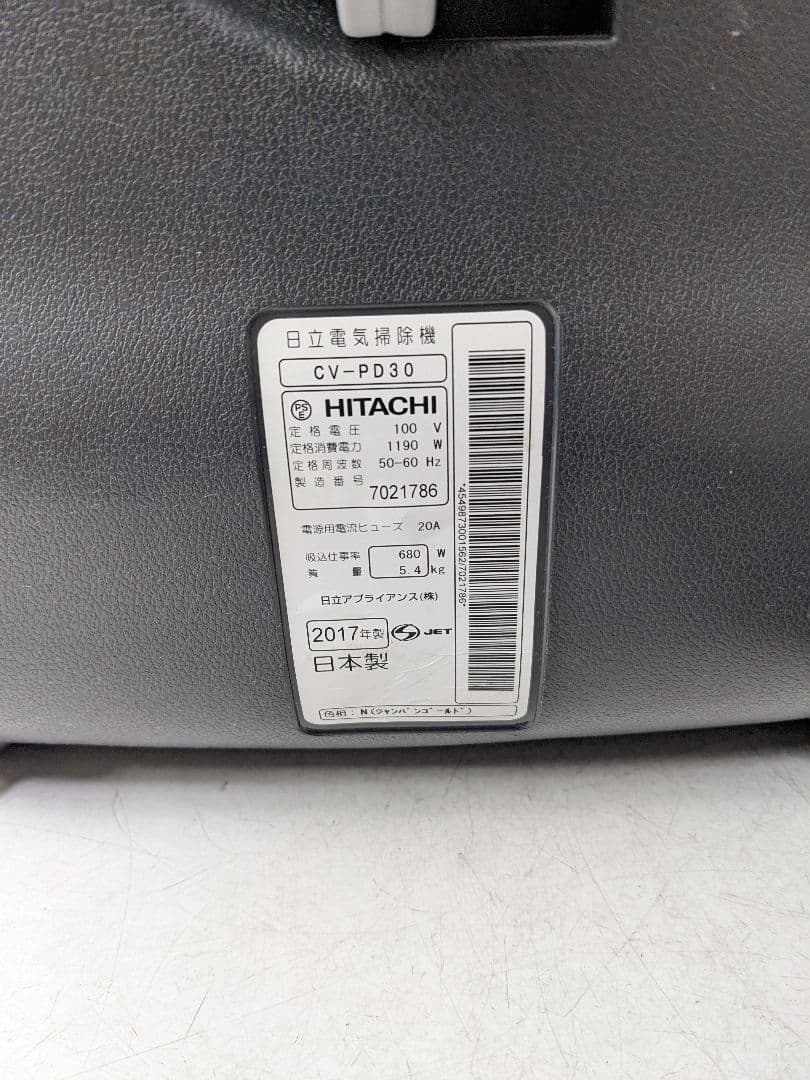 日立電気掃除機
CV-PD30
PSE HITACHI
定格電圧 100 V
定格消費電力 1190 W
定格周波数 50-60 Hz
製造番号 7021786
電源用電流ヒューズ 20A
吸込仕事率 680 W
質量 5.4 kg
日立アプライアンス(株)
2017年製 JET
日本製
色相: N(シャンパンゴールド)
*4549873001562/7021786*